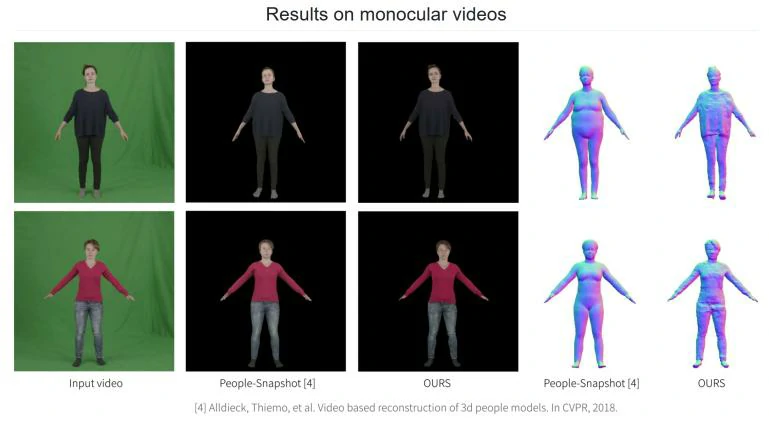 Results on monocular videos
Input video People-Snapshot [4] OURS People-Snapshot [4] OURS
[4] Alldieck, Thiemo, et al. Video based reconstruction of 3d people models. In CVPR, 2018.